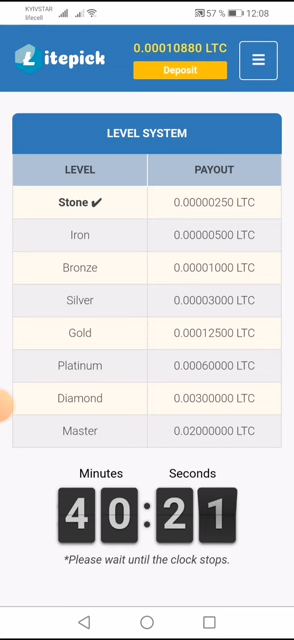 KYIVSTAR
lifecell
57 % 12:08
Litepick
0.00010880 LTC
Deposit
LEVEL SYSTEM
LEVEL PAYOUT
Stone ✔ 0.00000250 LTC
Iron 0.00000500 LTC
Bronze 0.00001000 LTC
Silver 0.00003000 LTC
Gold 0.00012500 LTC
Platinum 0.00060000 LTC
Diamond 0.00300000 LTC
Master 0.02000000 LTC
Minutes Seconds
40:21
*Please wait until the clock stops.